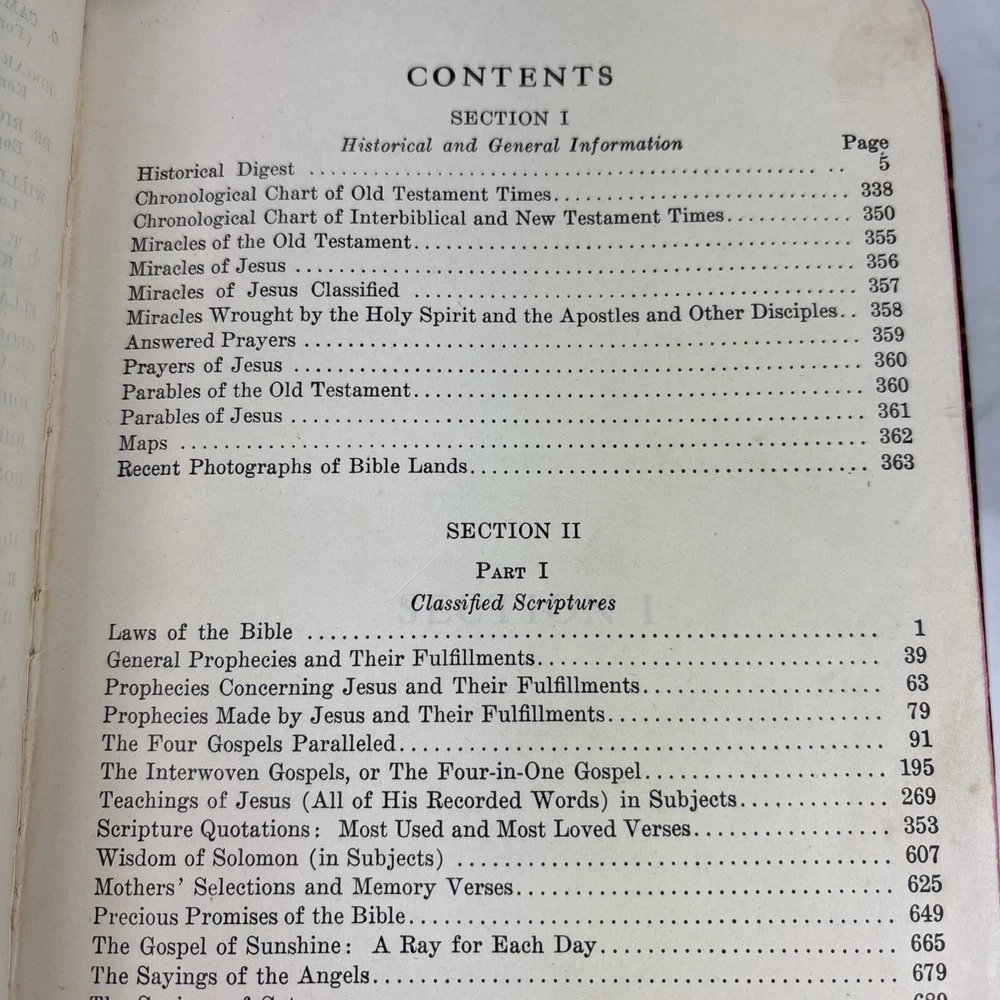 CONTENTS
SECTION I
Historical and General Information Page
Historical Digest 5
Chronological Chart of Old Testament Times 338
Chronological Chart of Interbiblical and New Testament Times 350
Miracles of the Old Testament 355
Miracles of Jesus 356
Miracles of Jesus Classified 357
Miracles Wrought by the Holy Spirit and the Apostles and Other Disciples 358
Answered Prayers 359
Prayers of Jesus 360
Parables of the Old Testament 360
Parables of Jesus 361
Maps 362
Recent Photographs of Bible Lands 363
SECTION II
PART I
Classified Scriptures
Laws of the Bible 1
General Prophecies and Their Fulfillments 39
Prophecies Concerning Jesus and Their Fulfillments 63
Prophecies Made by Jesus and Their Fulfillments 79
The Four Gospels Paralleled 91
The Interwoven Gospels, or The Four-in-One Gospel 195
Teachings of Jesus (All of His Recorded Words) in Subjects 269
Scripture Quotations: Most Used and Most Loved Verses 353
Wisdom of Solomon (in Subjects) 607
Mothers' Selections and Memory Verses 625
Precious Promises of the Bible 649
The Gospel of Sunshine: A Ray for Each Day 665
The Sayings of the Angels 679